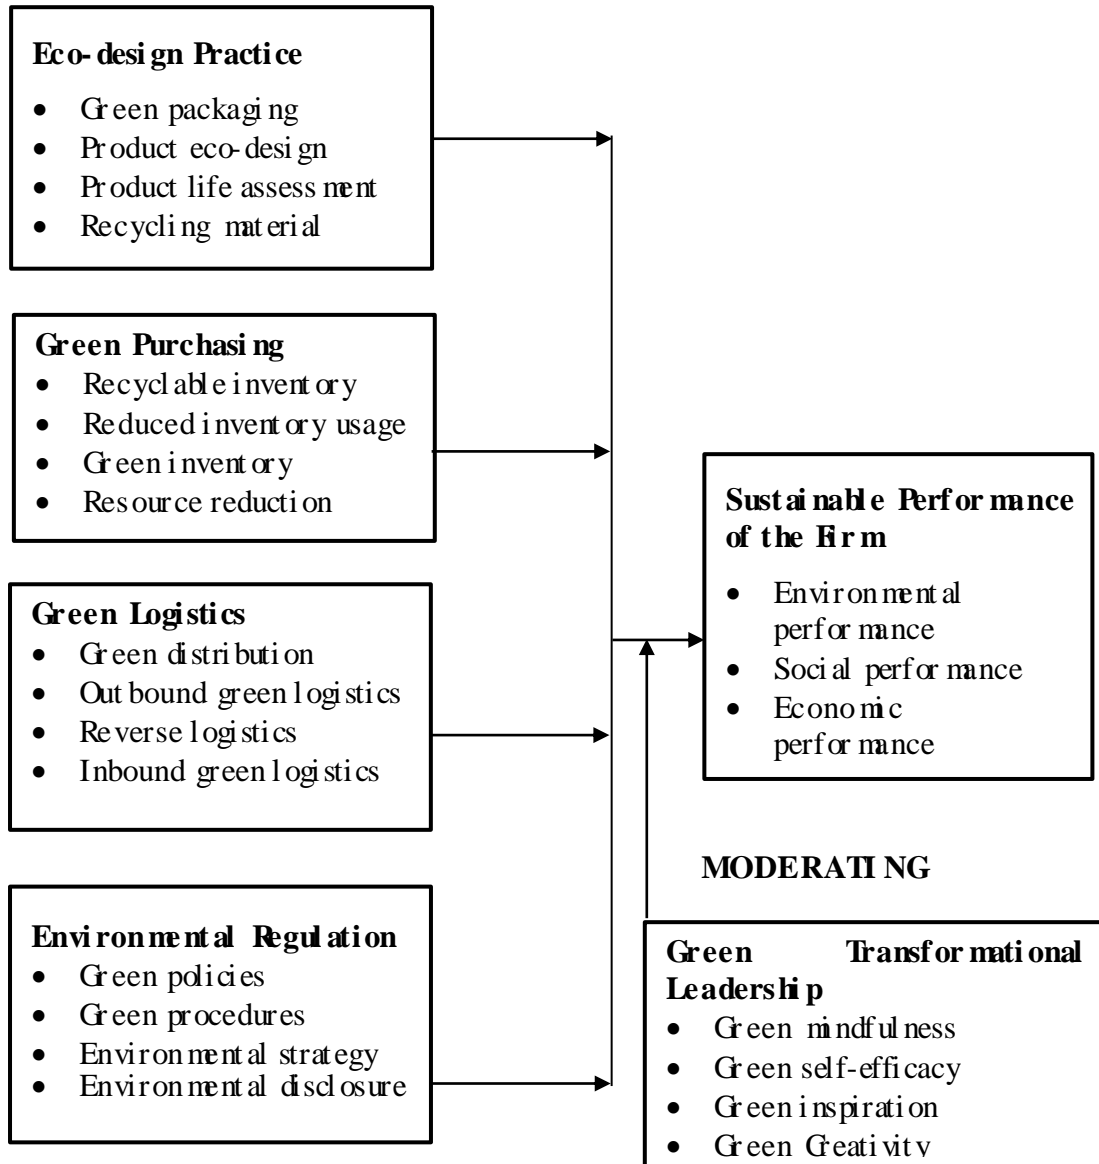 Eco-design Practice
• Green packaging
• Product eco-design
• Product life assessment
• Recycling material
Green Purchasing
• Recyclable inventory
• Reduced inventory usage
• Green inventory
• Resource reduction
Green Logistics
• Green distribution
• Outbound green logistics
• Reverse logistics
• Inbound green logistics
Environmental Regulation
• Green policies
• Green procedures
• Environmental strategy
• Environmental disclosure
Sustainable Performance
of the Firm
• Environmental
performance
• Social performance
• Economic
performance
MODERATING
Green Transformational
Leadership
• Green mindfulness
• Green self-efficacy
• Green inspiration
• Green Creativity